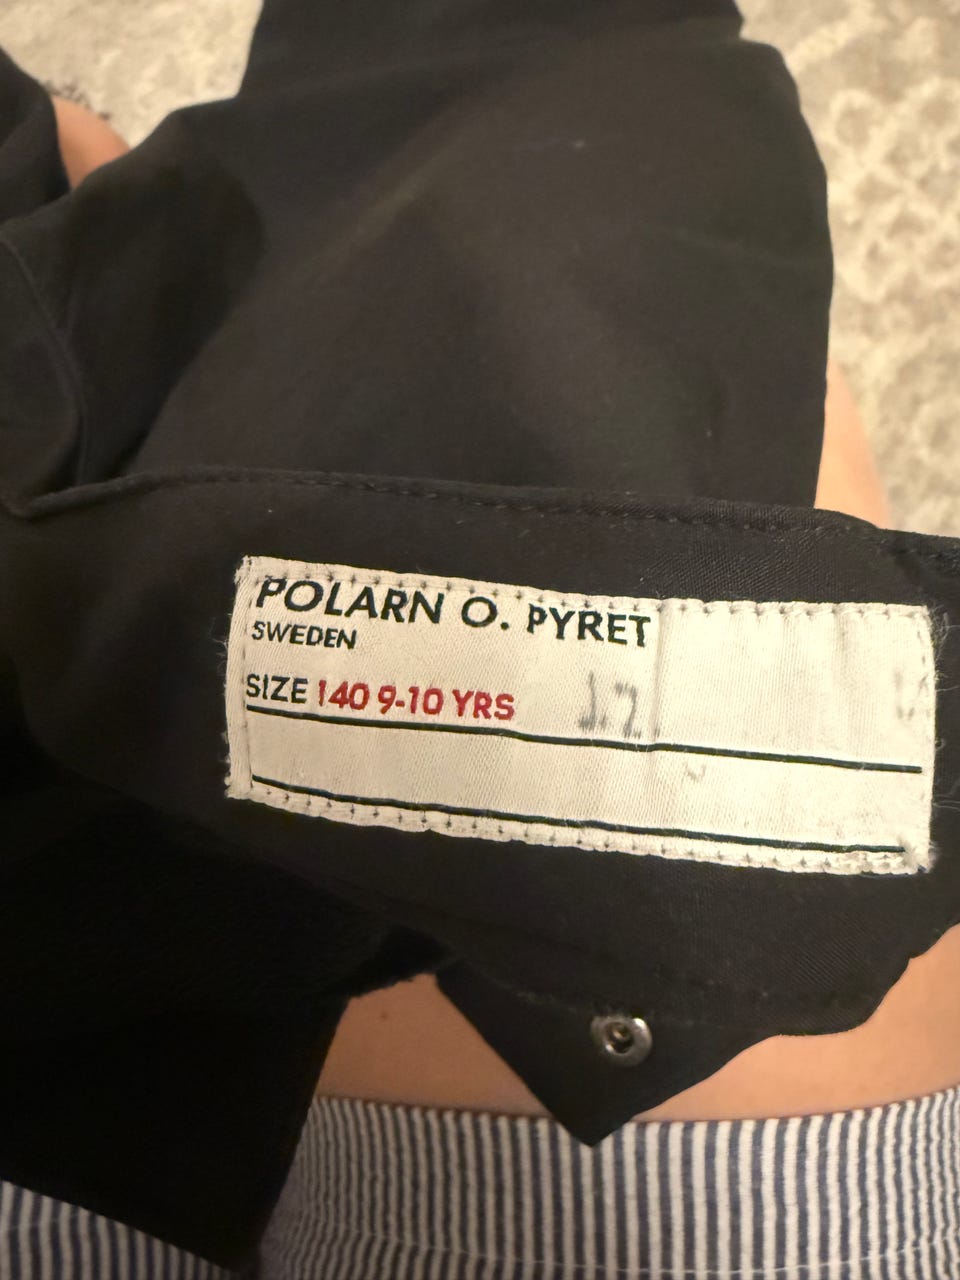 POLARN O. PYRET
SWEDEN
SIZE 140 9-10 YRS